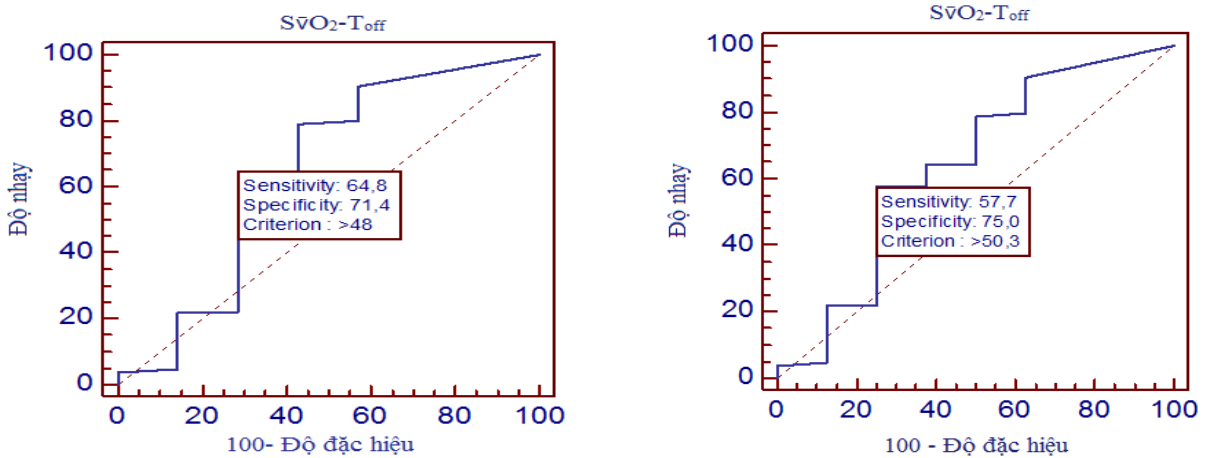 Sv̄O₂-Toff
100
80
60
40
20
0
Độ nhạy
Sensitivity: 64,8
Specificity: 71,4
Criterion : >48
0 20 40 60 80 100
100- Độ đặc hiệu
Sv̄O₂-Toff
100
80
60
40
20
0
Độ nhạy
Sensitivity: 57,7
Specificity: 75,0
Criterion : >50,3
0 20 40 60 80 100
100 - Độ đặc hiệu